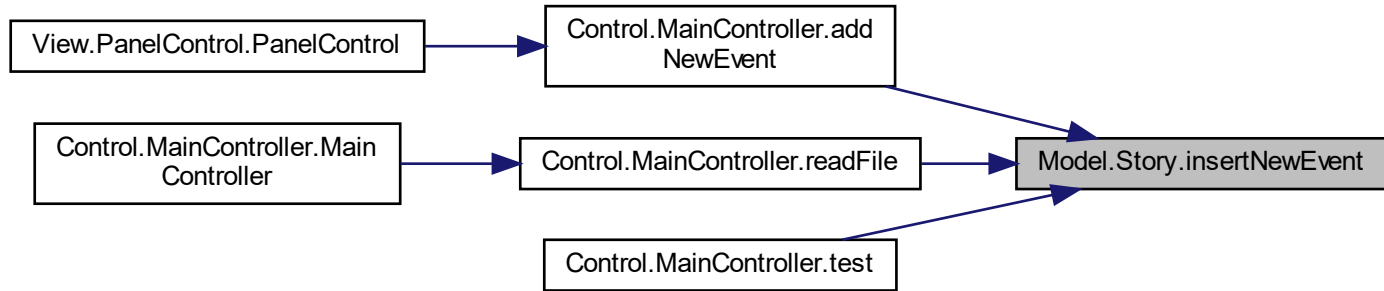 View.PanelControl.PanelControl
Control.MainController.add
NewEvent
Control.MainController.Main
Controller
Control.MainController.readFile
Model.Story.insertNewEvent
Control.MainController.test